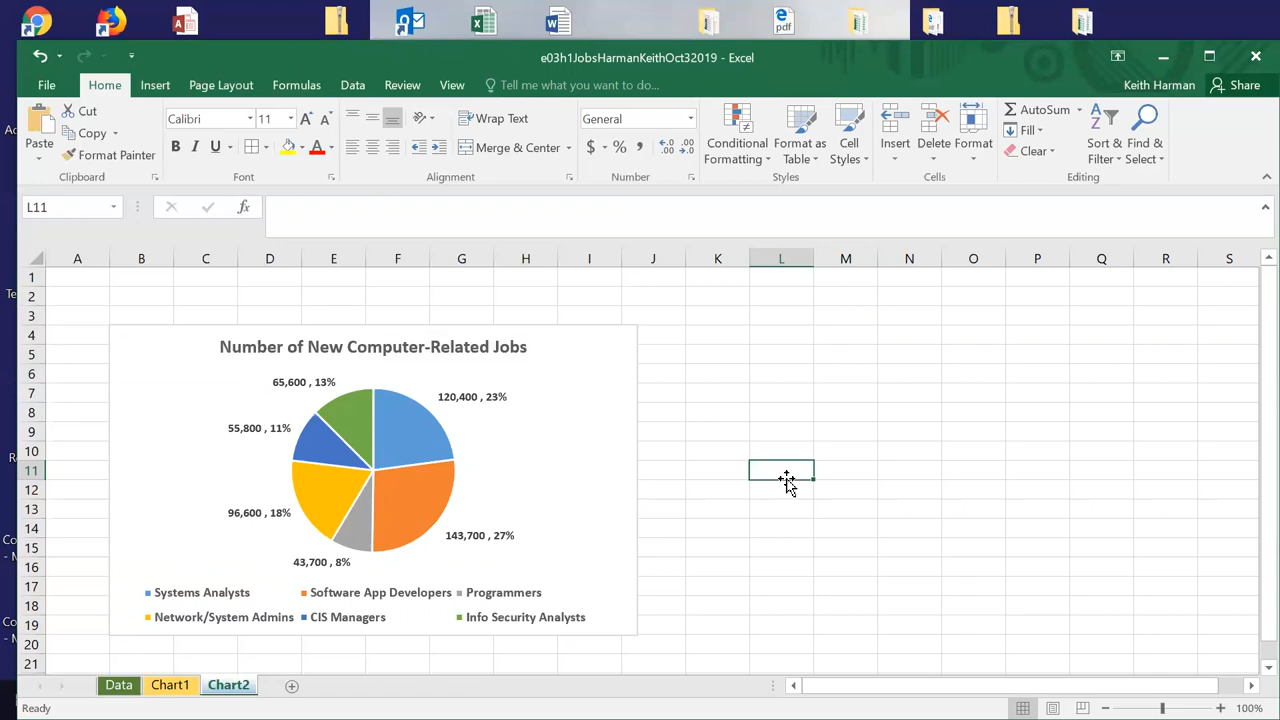 pdf
e03h1JobsHarmanKeithOct32019 - Excel
File Home Insert Page Layout Formulas Data Review View Tell me what you want to do... Keith Harman Share
Cut
Copy
Format Painter
Paste
Clipboard
Calibri 11
B I U
Font
Wrap Text
Merge & Center
Alignment
General
$ % ,
Number
Conditional Formatting
Format as Table
Cell Styles
Styles
Insert Delete Format
Cells
AutoSum
Fill
Clear
Sort & Filter
Find & Select
Editing
L11
fx
A B C D E F G H I J K L M N O P Q R S
1
2
3
4
5
6
7
8
9
10
11
12
13
14
15
16
17
18
19
20
21
Number of New Computer-Related Jobs
65,600 , 13%
120,400 , 23%
55,800 , 11%
96,600 , 18%
143,700 , 27%
43,700 , 8%
Systems Analysts Software App Developers Programmers
Network/System Admins CIS Managers Info Security Analysts
Data Chart1 Chart2
Ready
100%